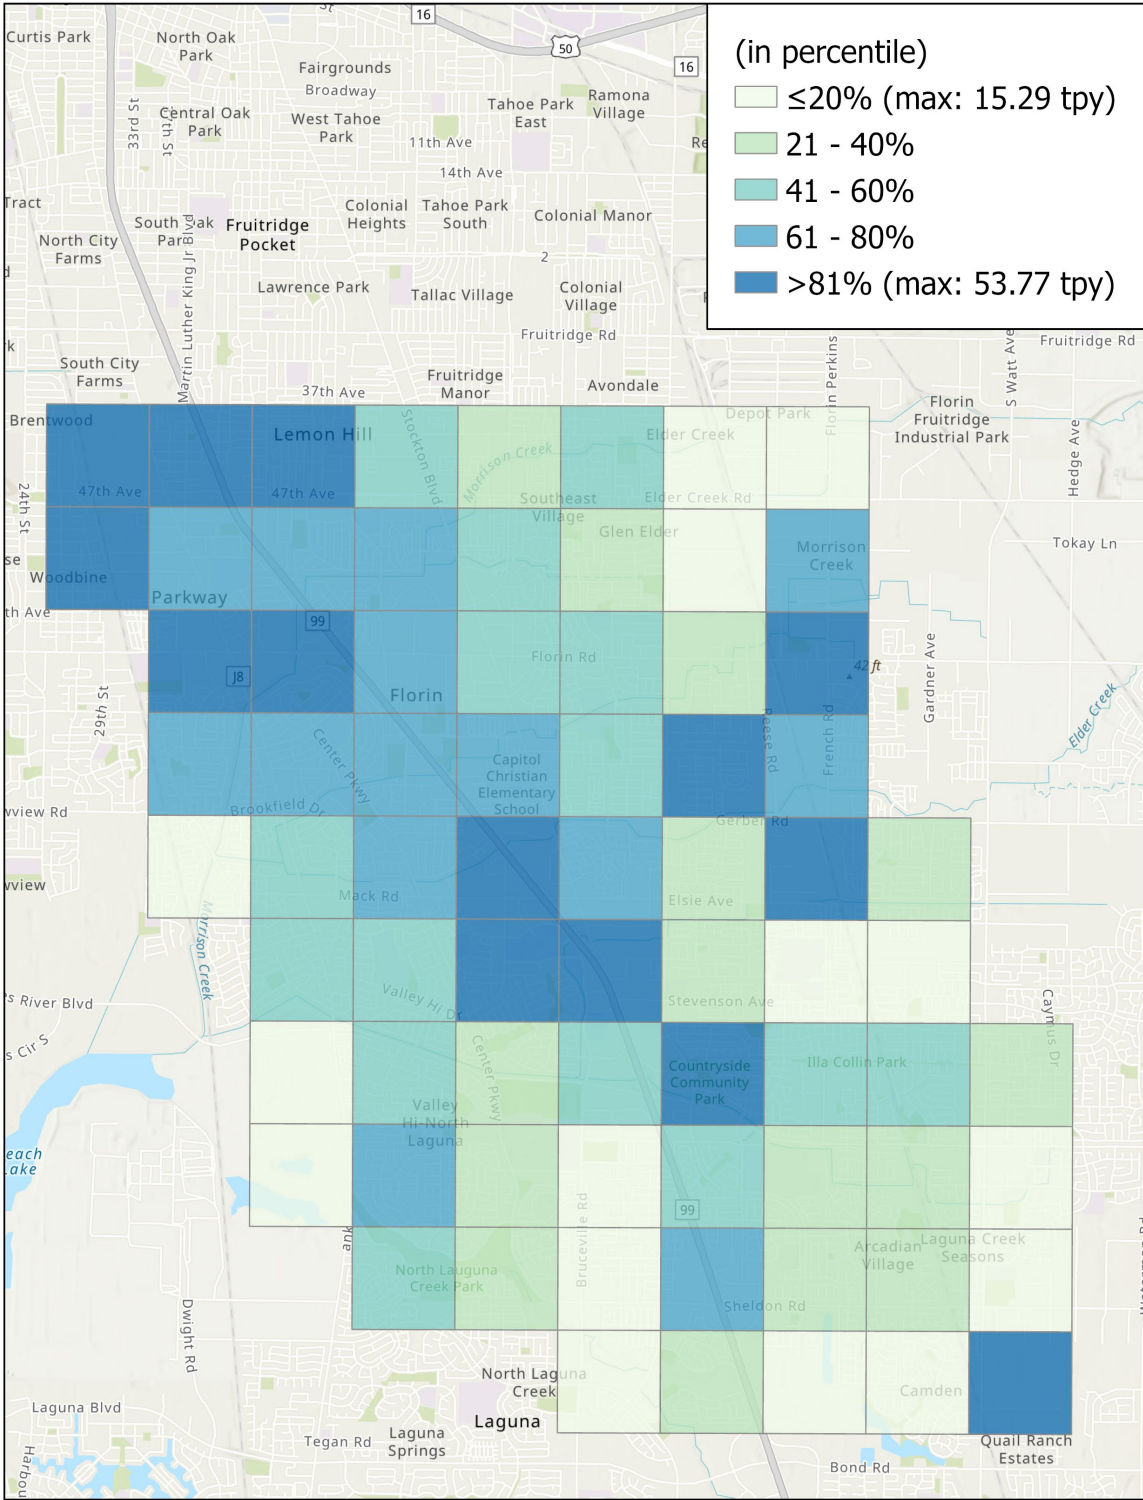 St
16
50
16
Curtis Park
North Oak
Park
Fairgrounds
Broadway
Tahoe Park
East
Ramona
Village
Central Oak
Park
West Tahoe
Park
33rd St
11th Ave
14th Ave
(in percentile)
≤20% (max: 15.29 tpy)
21 - 40%
41 - 60%
61 - 80%
>81% (max: 53.77 tpy)
Colonial
Heights
Tahoe Park
South
Colonial Manor
Fruitridge
Pocket
North City
Farms
2
Martin Luther King Jr Blvd
Lawrence Park
Tallac Village
Colonial
Village
Fruitridge Rd
Fruitridge Rd
South City
Farms
37th Ave
Fruitridge
Manor
Avondale
Florin Perkins
S Watt Ave
Florin
Fruitridge
Industrial Park
Hedge Ave
Brentwood
Lemon Hill
Stockton Blvd
Morrison Creek
Depot Park
Elder Creek
24th St
47th Ave
47th Ave
Southeast
Village
Elder Creek Rd
Glen Elder
Morrison
Creek
Tokay Ln
Woodbine
Parkway
99
J8
Florin Rd
Florin
42 ft
Gardner Ave
Elder Creek
29th St
Center Pkwy
Capitol
Christian
Elementary
School
Reese Rd
French Rd
Brookfield Dr
Gerber Rd
Mack Rd
Elsie Ave
Morrison Creek
Valley Hi Dr
Stevenson Ave
Caymus Dr
Center Pkwy
Countryside
Community
Park
Illa Collin Park
Valley
Hi-North
Laguna
Bruceville Rd
99
Arcadian
Village
Laguna Creek
Seasons
North Lauguna
Creek Park
Sheldon Rd
Dwight Rd
North Laguna
Creek
Camden
Laguna Blvd
Laguna
Tegan Rd
Laguna
Springs
Quail Ranch
Estates
Bond Rd